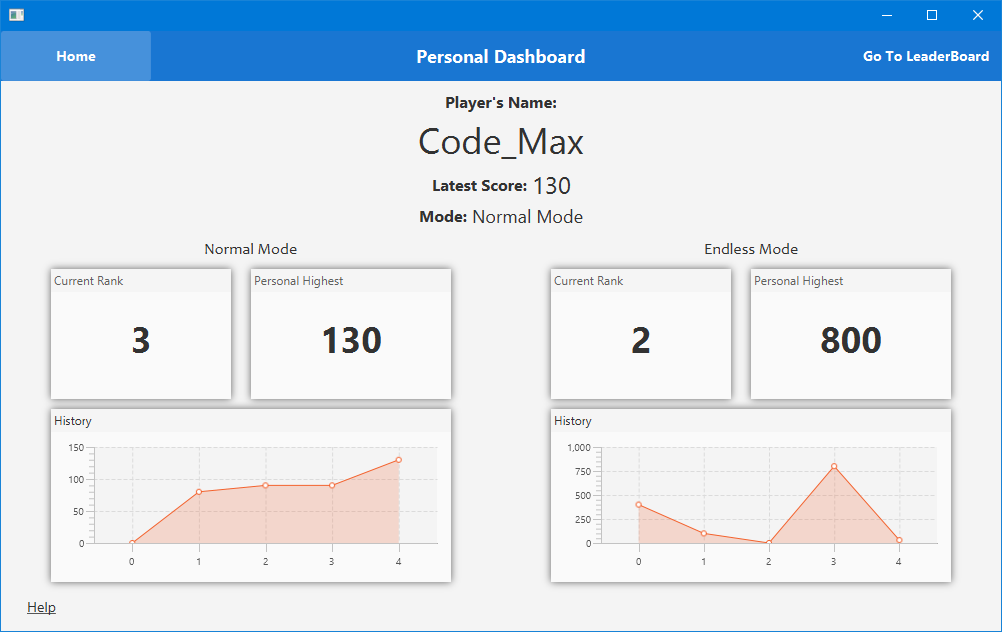 Home Personal Dashboard Go To LeaderBoard
Player's Name:
Code_Max
Latest Score: 130
Mode: Normal Mode
Normal Mode
Current Rank
3
Personal Highest
130
History
150
100
50
0
0 1 2 3 4
Endless Mode
Current Rank
2
Personal Highest
800
History
1,000
750
500
250
0
0 1 2 3 4
Help